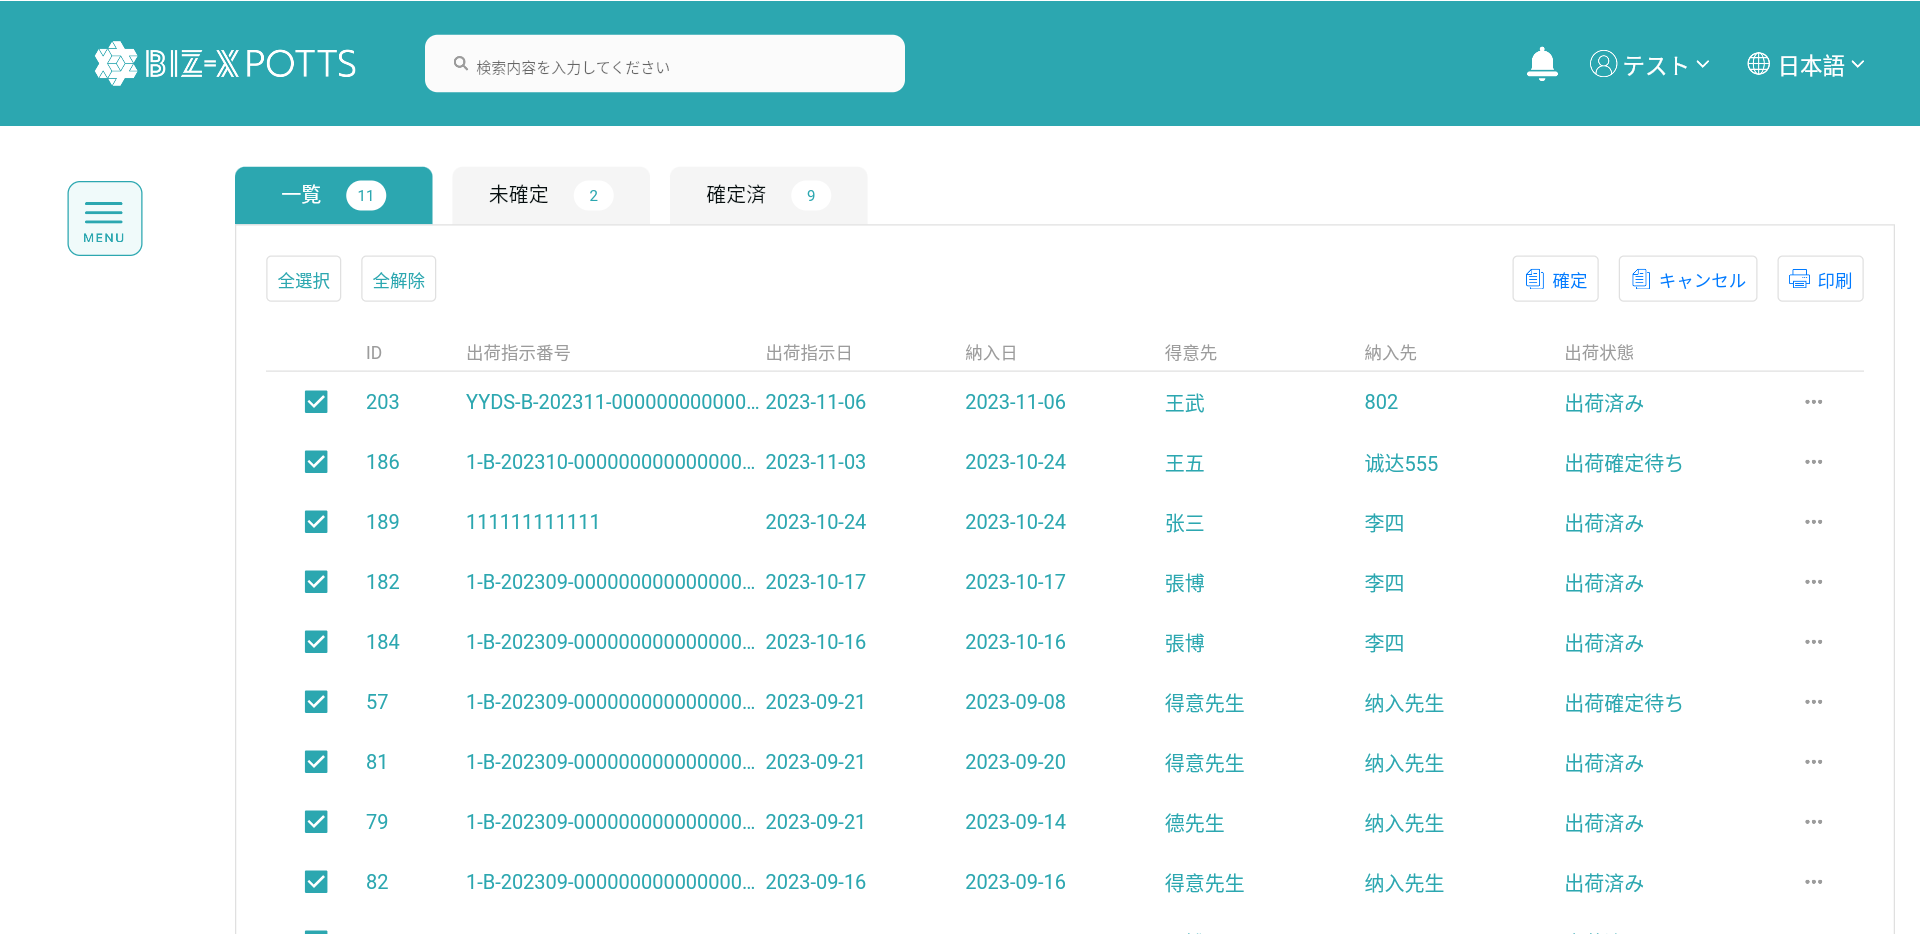 BIZ=X POTTS
検索内容を入力してください
テスト
日本語
MENU
一覧 11
未確定 2
確定済 9
全選択 全解除 確定 キャンセル 印刷
ID 出荷指示番号 出荷指示日 納入日 得意先 納入先 出荷状態
203 YYDS-B-202311-000000000000... 2023-11-06 2023-11-06 王武 802 出荷済み
186 1-B-202310-000000000000000... 2023-11-03 2023-10-24 王五 诚达555 出荷確定待ち
189 111111111111 2023-10-24 2023-10-24 张三 李四 出荷済み
182 1-B-202309-000000000000000... 2023-10-17 2023-10-17 張博 李四 出荷済み
184 1-B-202309-000000000000000... 2023-10-16 2023-10-16 張博 李四 出荷済み
57 1-B-202309-000000000000000... 2023-09-21 2023-09-08 得意先生 纳入先生 出荷確定待ち
81 1-B-202309-000000000000000... 2023-09-21 2023-09-20 得意先生 纳入先生 出荷済み
79 1-B-202309-000000000000000... 2023-09-21 2023-09-14 德先生 纳入先生 出荷済み
82 1-B-202309-000000000000000... 2023-09-16 2023-09-16 得意先生 纳入先生 出荷済み